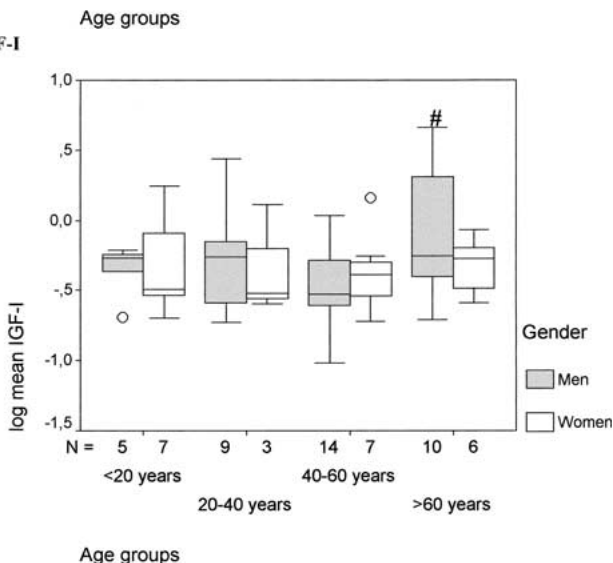 Age groups
F-I
1,0
,5
0,0
-,5
-1,0
-1,5
log mean IGF-I
#
Gender
Men
Women
N = 5 7 9 3 14 7 10 6
<20 years 40-60 years
20-40 years >60 years
Age groups